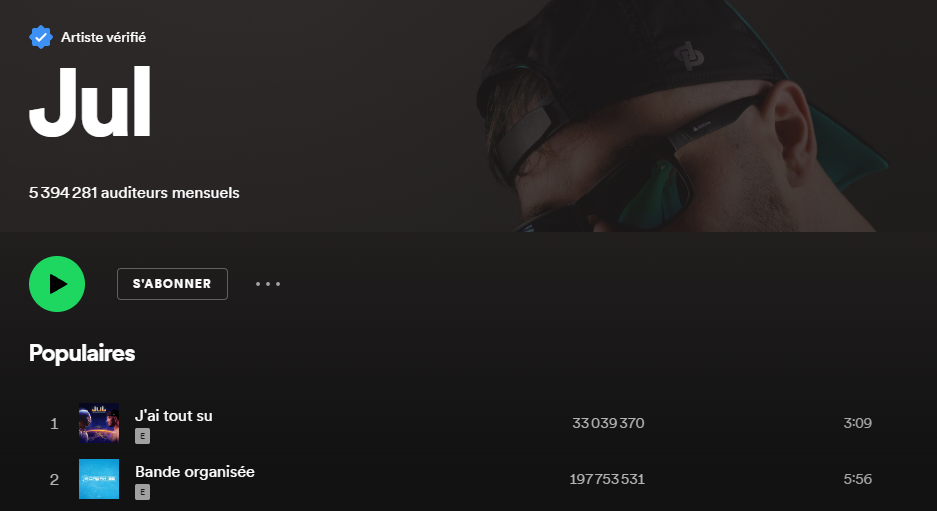 Artiste vérifié
Jul
5 394 281 auditeurs mensuels
S'ABONNER
Populaires
1 J'ai tout su 33 039 370 3:09
E
2 Bande organisée 197 753 531 5:56
E